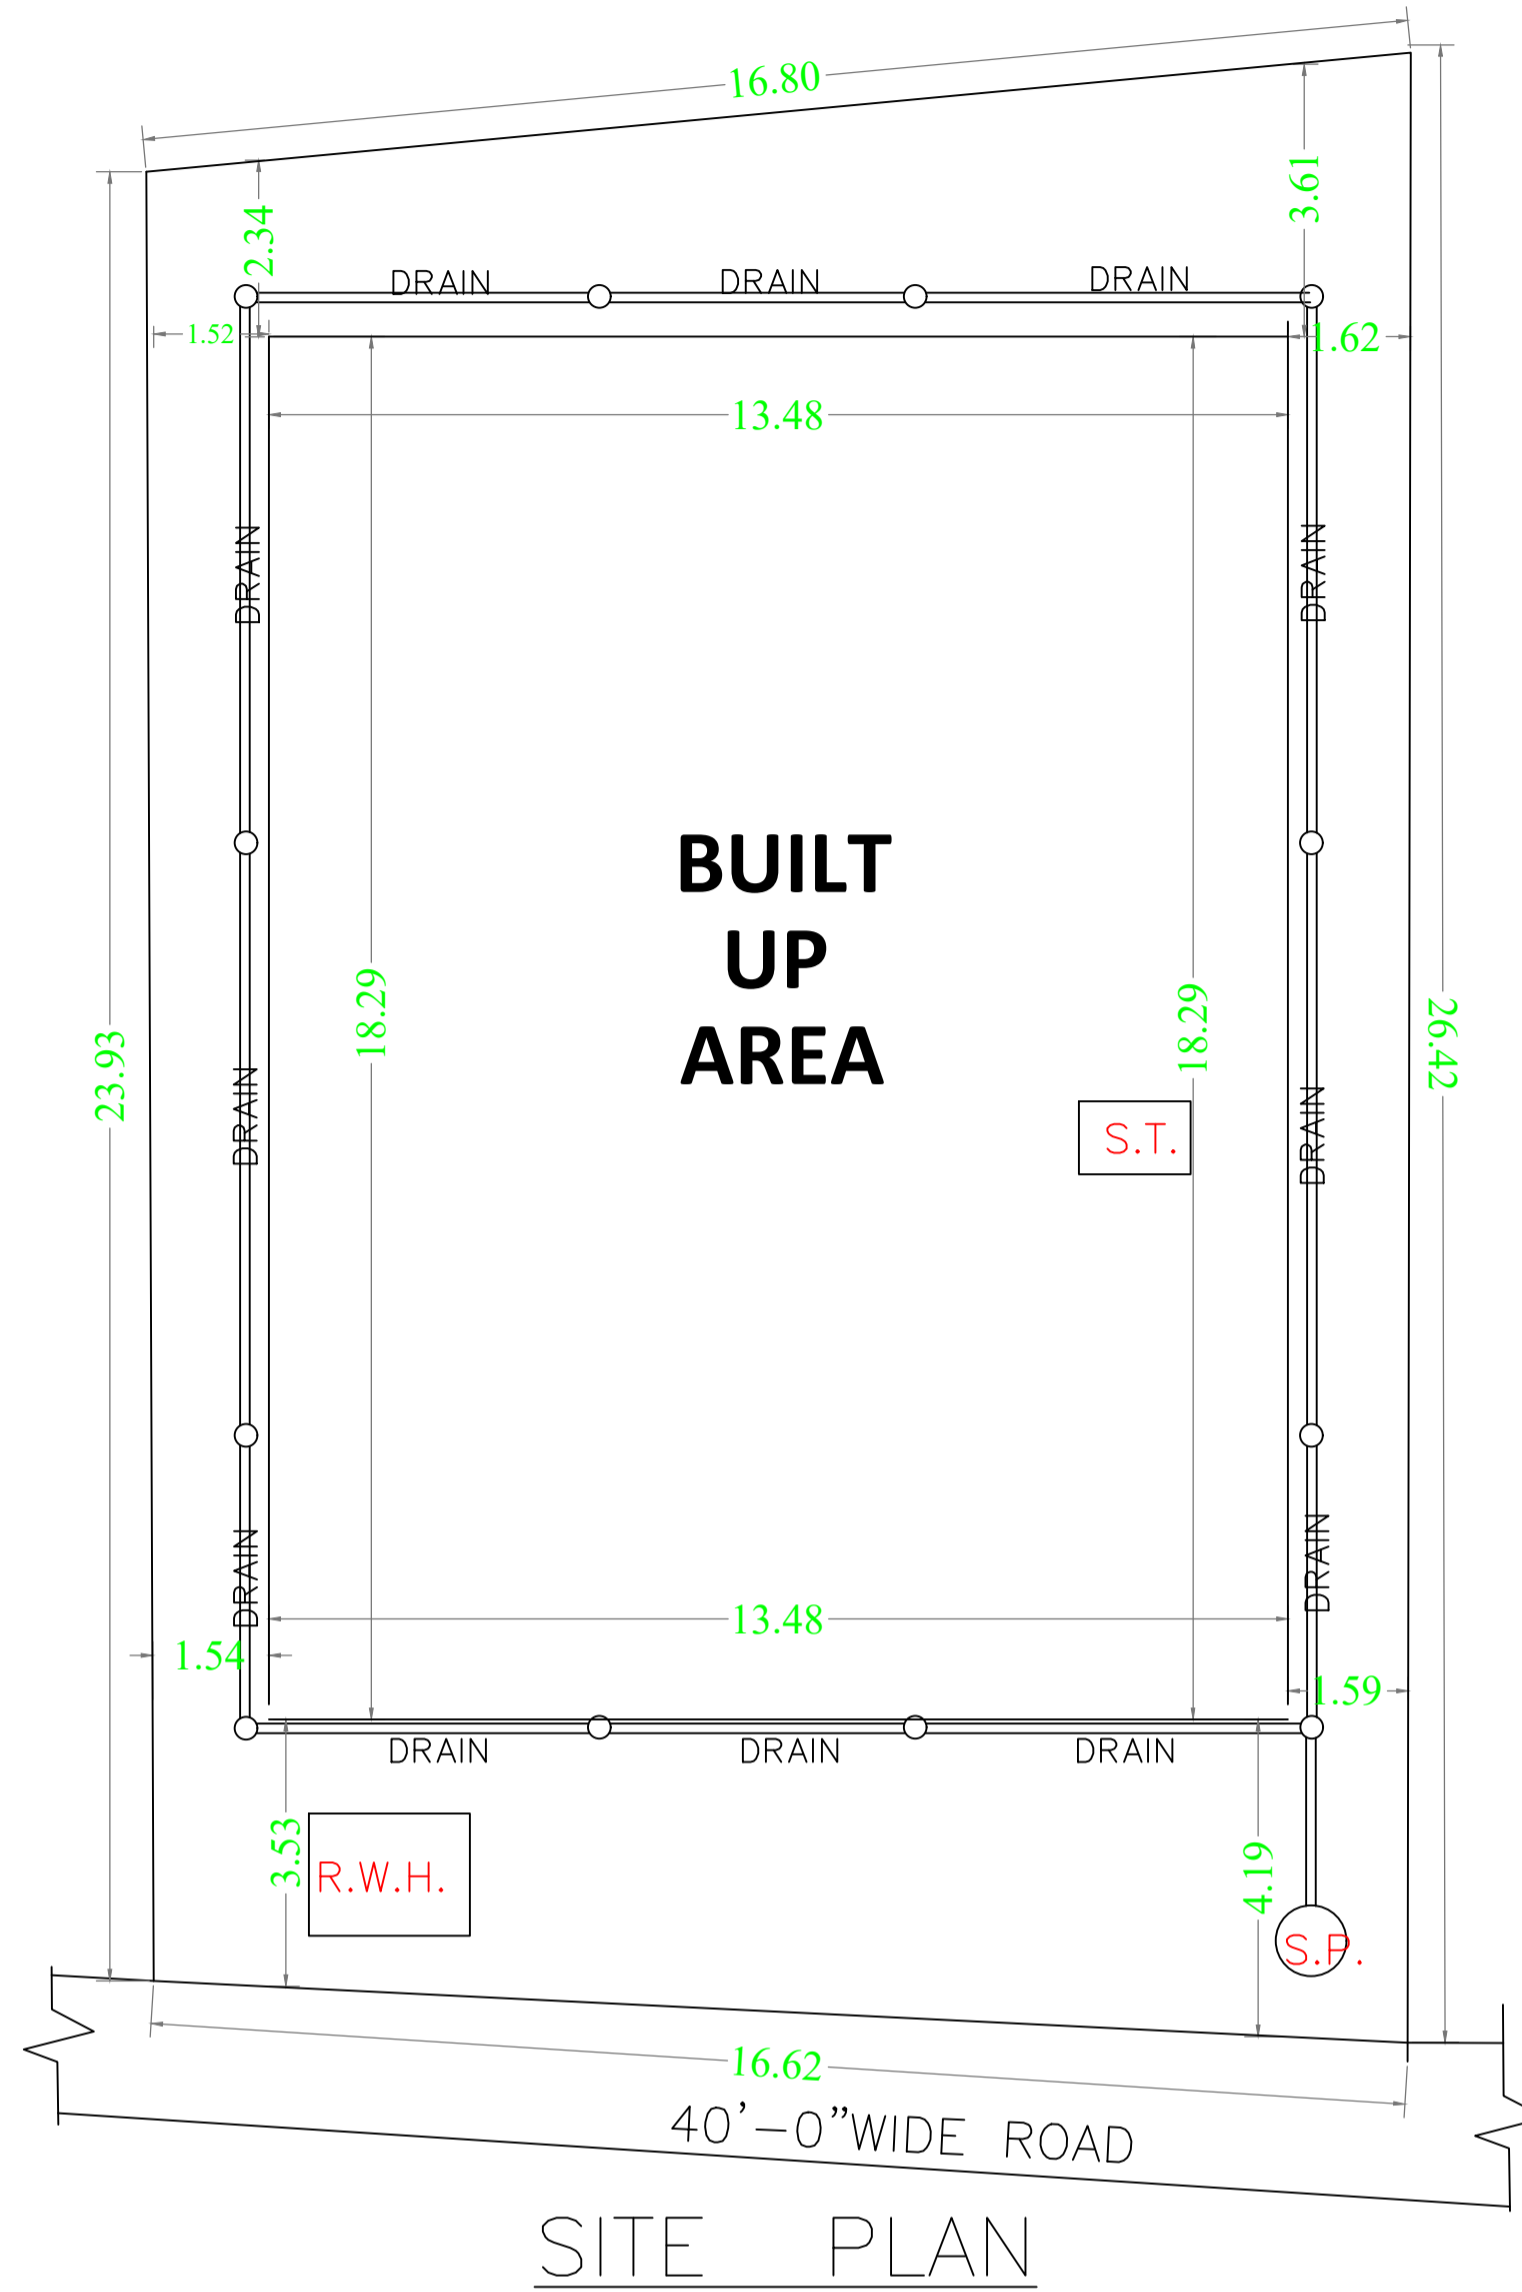 16.80
3.61
2.34
DRAIN
DRAIN
DRAIN
1.52
1.62
13.48
DRAIN
DRAIN
BUILT
UP
AREA
18.29
18.29
23.93
26.42
S.T.
DRAIN
DRAIN
DRAIN
DRAIN
13.48
1.54
1.59
DRAIN
DRAIN
DRAIN
3.53
R.W.H.
4.19
S.P.
16.62
40'-0"WIDE ROAD
SITE PLAN